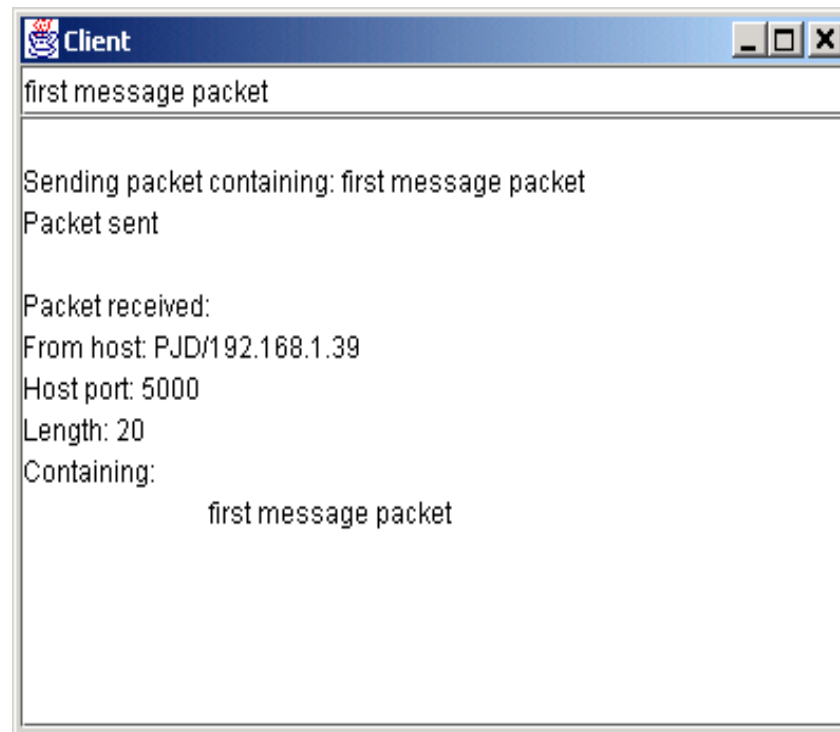 Client
first message packet
Sending packet containing: first message packet
Packet sent
Packet received:
From host: PJD/192.168.1.39
Host port: 5000
Length: 20
Containing:
first message packet